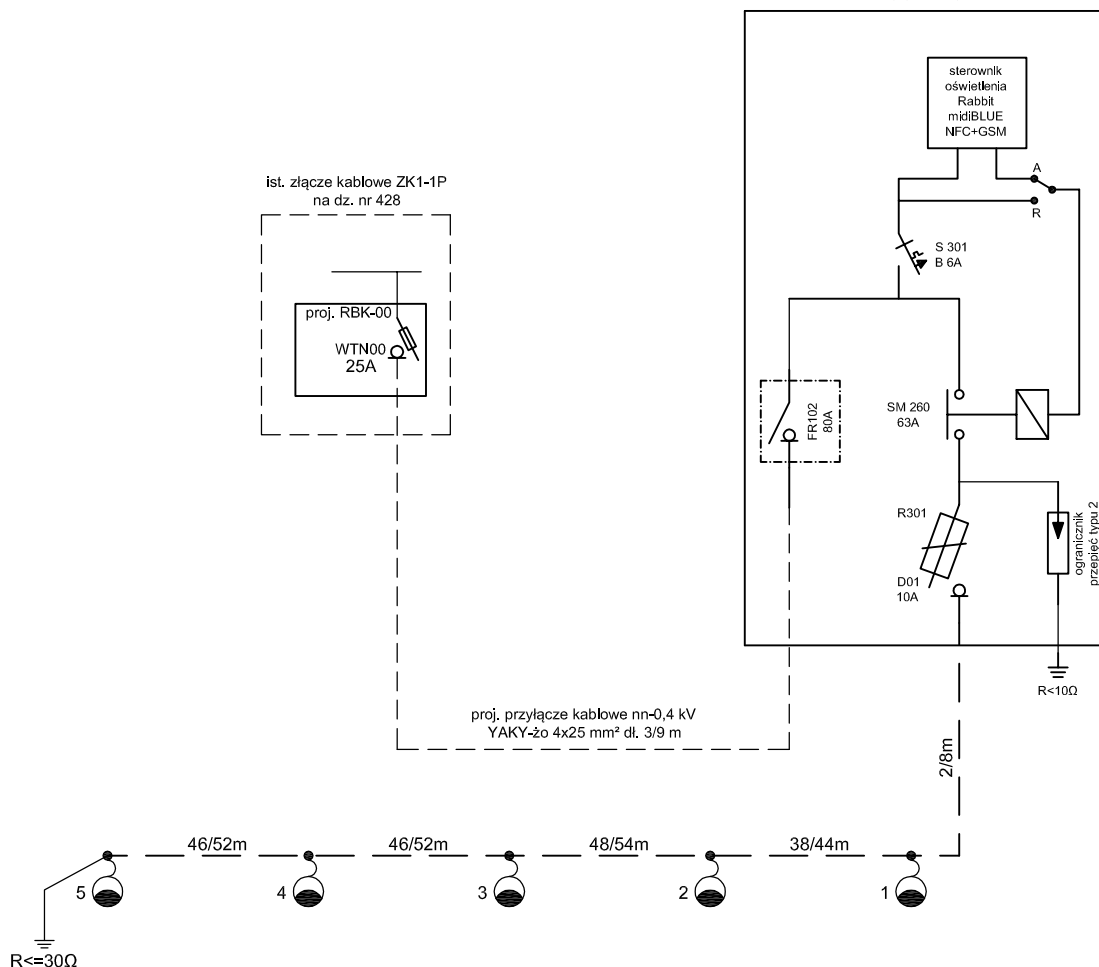 sterownik
oświetlenia
Rabbit
midiBLUE
NFC+GSM
A
R
S 301
B 6A
ist. złącze kablowe ZK1-1P
na dz. nr 428
proj. RBK-00
WTN00
25A
FR102
80A
SM 260
63A
R301
D01
10A
ogranicznik
przepięć typu 2
R<10Ω
proj. przyłącze kablowe nn-0,4 kV
YAKY-żo 4x25 mm² dł. 3/9 m
2/8m
46/52m
46/52m
48/54m
38/44m
5
4
3
2
1
R<=30Ω